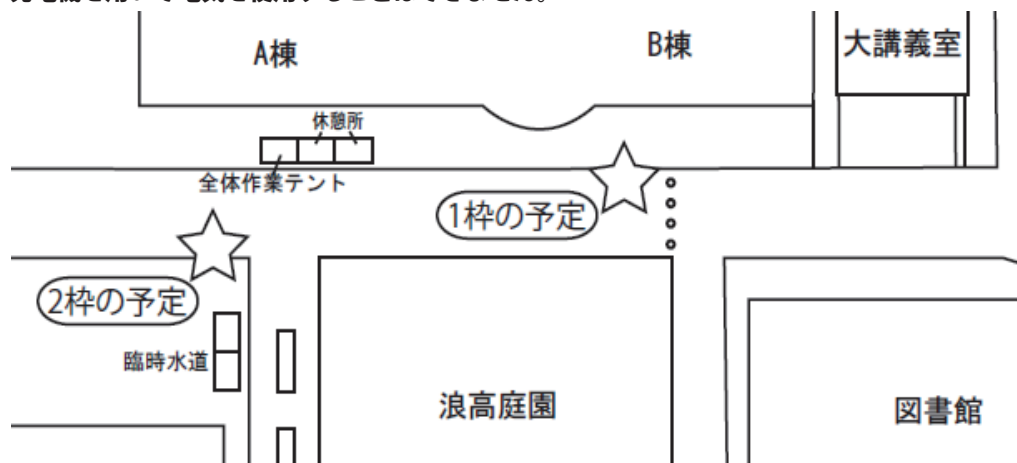 A棟
B棟
大講義室
休憩所
全体作業テント
1枠の予定
2枠の予定
臨時水道
浪高庭園
図書館